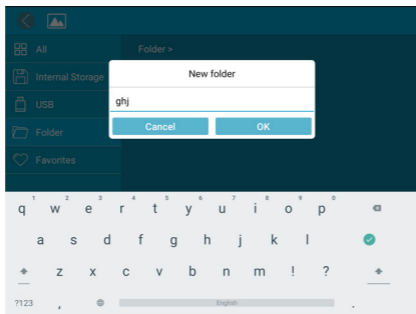 All
Folder >
Internal Storage
USB
Folder
Favorites
New folder
ghj
Cancel OK
1 2 3 4 5 6 7 8 9 0
q w e r t y u i o p
a s d f g h j k l
z x c v b n m ! ?
?123 , English .